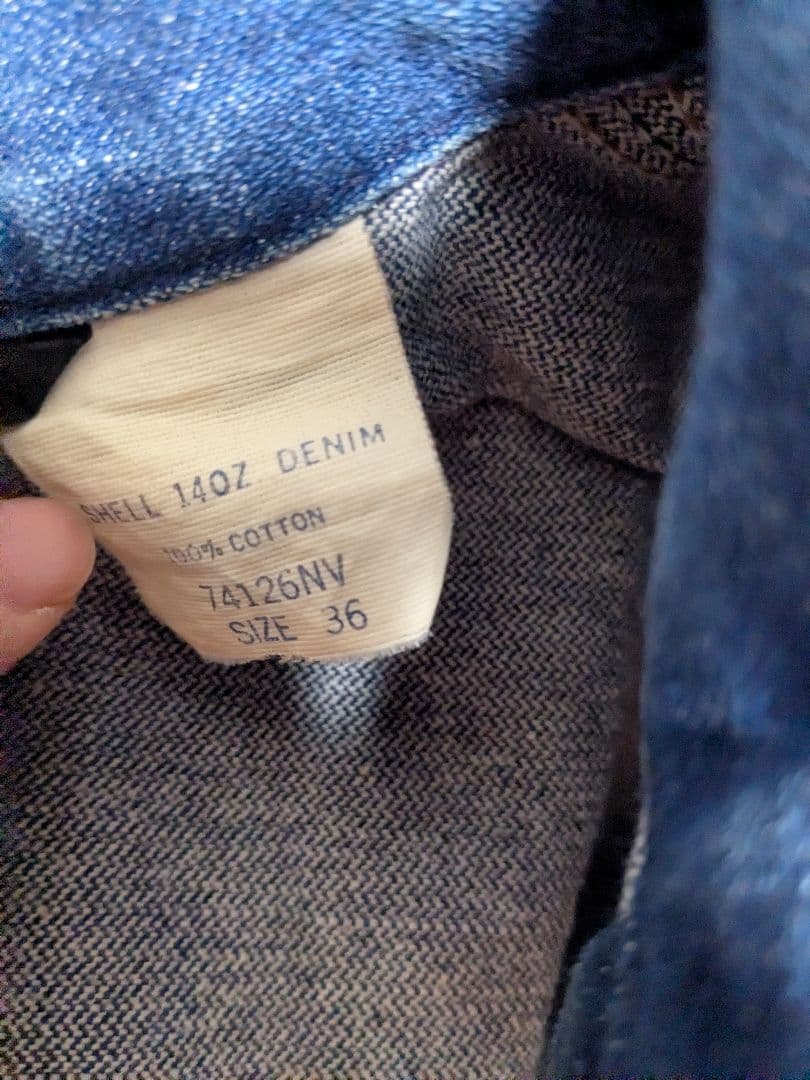 SHELL 14OZ DENIM
100% COTTON
74126NV
SIZE 36